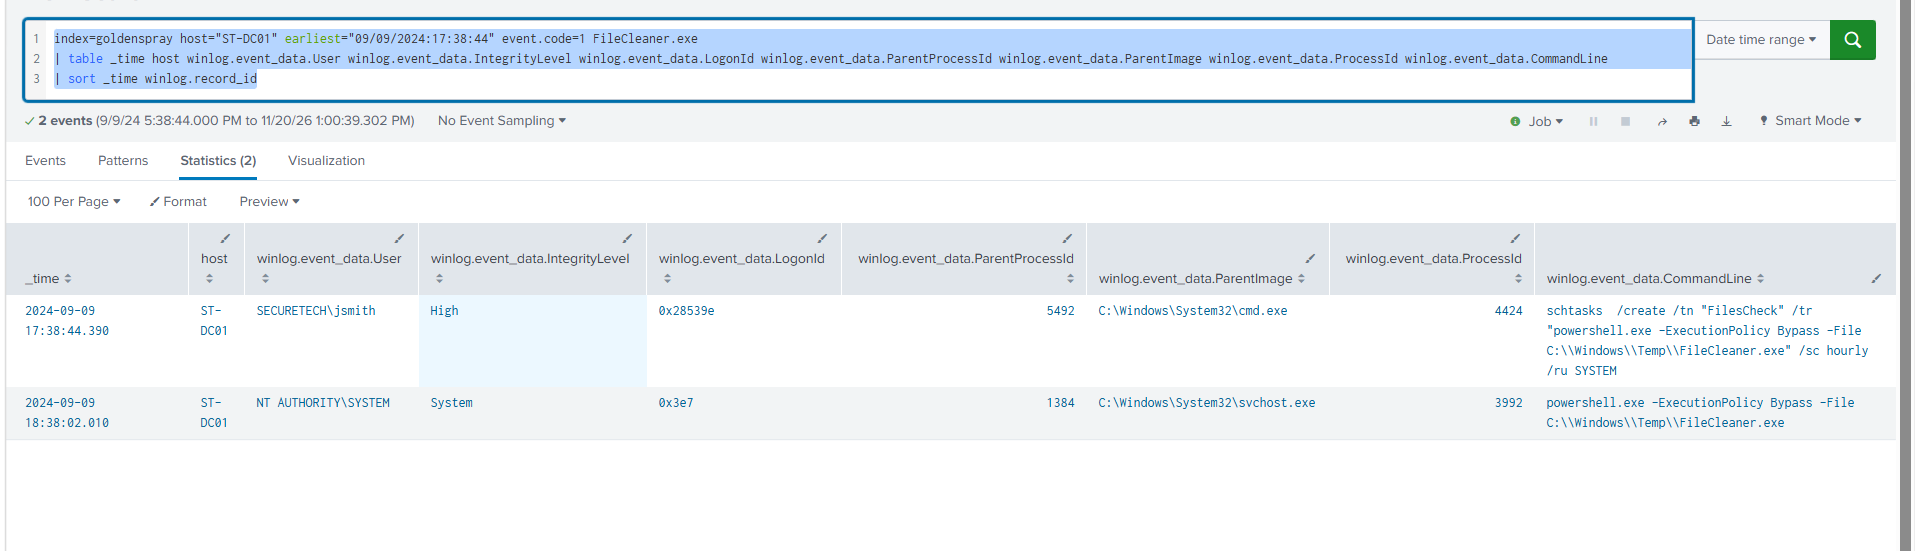 1 index=goldenspray host="ST-DC01" earliest="09/09/2024:17:38:44" event.code=1 FileCleaner.exe
2 | table _time host winlog.event_data.User winlog.event_data.IntegrityLevel winlog.event_data.LogonId winlog.event_data.ParentProcessId winlog.event_data.ParentImage winlog.event_data.ProcessId winlog.event_data.CommandLine
3 | sort _time winlog.record_id
Date time range
2 events (9/9/24 5:38:44.000 PM to 11/20/26 1:00:39.302 PM) No Event Sampling Job Smart Mode
Events Patterns Statistics (2) Visualization
100 Per Page Format Preview
_time host winlog.event_data.User winlog.event_data.IntegrityLevel winlog.event_data.LogonId winlog.event_data.ParentProcessId winlog.event_data.ParentImage winlog.event_data.ProcessId winlog.event_data.CommandLine
2024-09-09 ST- SECURETECH\jsmith High 0x28539e 5492 C:\Windows\System32\cmd.exe 4424 schtasks /create /tn "FilesCheck" /tr
17:38:44.390 DC01 "powershell.exe -ExecutionPolicy Bypass -File
C:\\Windows\\Temp\\FileCleaner.exe" /sc hourly
/ru SYSTEM
2024-09-09 ST- NT AUTHORITY\SYSTEM System 0x3e7 1384 C:\Windows\System32\svchost.exe 3992 powershell.exe -ExecutionPolicy Bypass -File
18:38:02.010 DC01 C:\\Windows\\Temp\\FileCleaner.exe